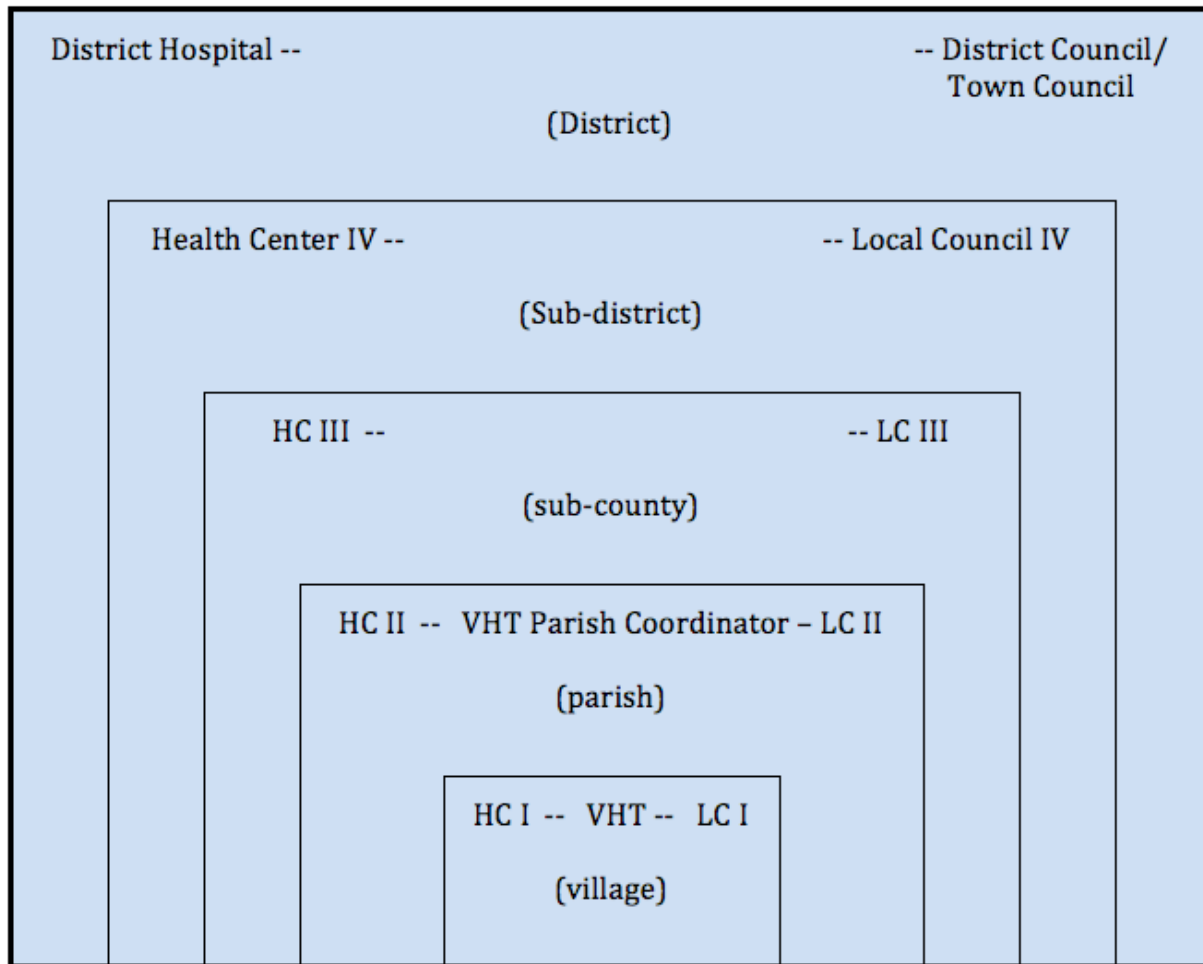 District Hospital -- -- District Council/
Town Council
(District)
Health Center IV -- -- Local Council IV
(Sub-district)
HC III -- -- LC III
(sub-county)
HC II -- VHT Parish Coordinator – LC II
(parish)
HC I -- VHT -- LC I
(village)